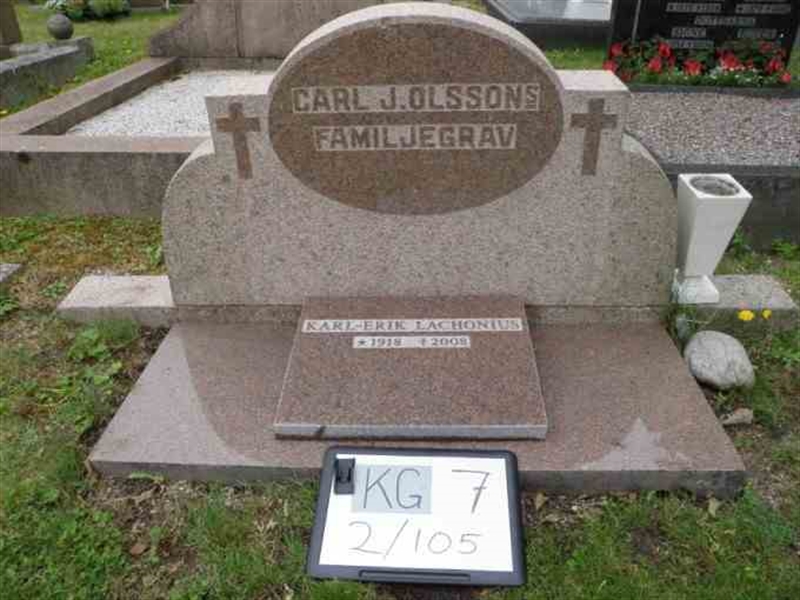 CARL J. OLSSONS
FAMILJEGRAV
KARL-ERIK LACHONIUS
★1918 ✝2008
KG 7
2/105